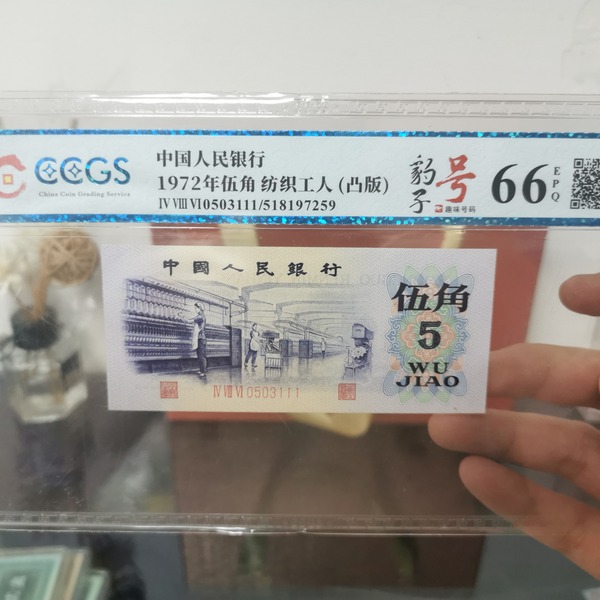 CCGS
China Coin Grading Service
中国人民银行
1972年伍角 纺织工人 (凸版)
IV VIII VI0503111/518197259
豹子号
趣味号码
66
EPQ
中國人民銀行
伍角
5
WU
JIAO
IV VIII VI 0503111